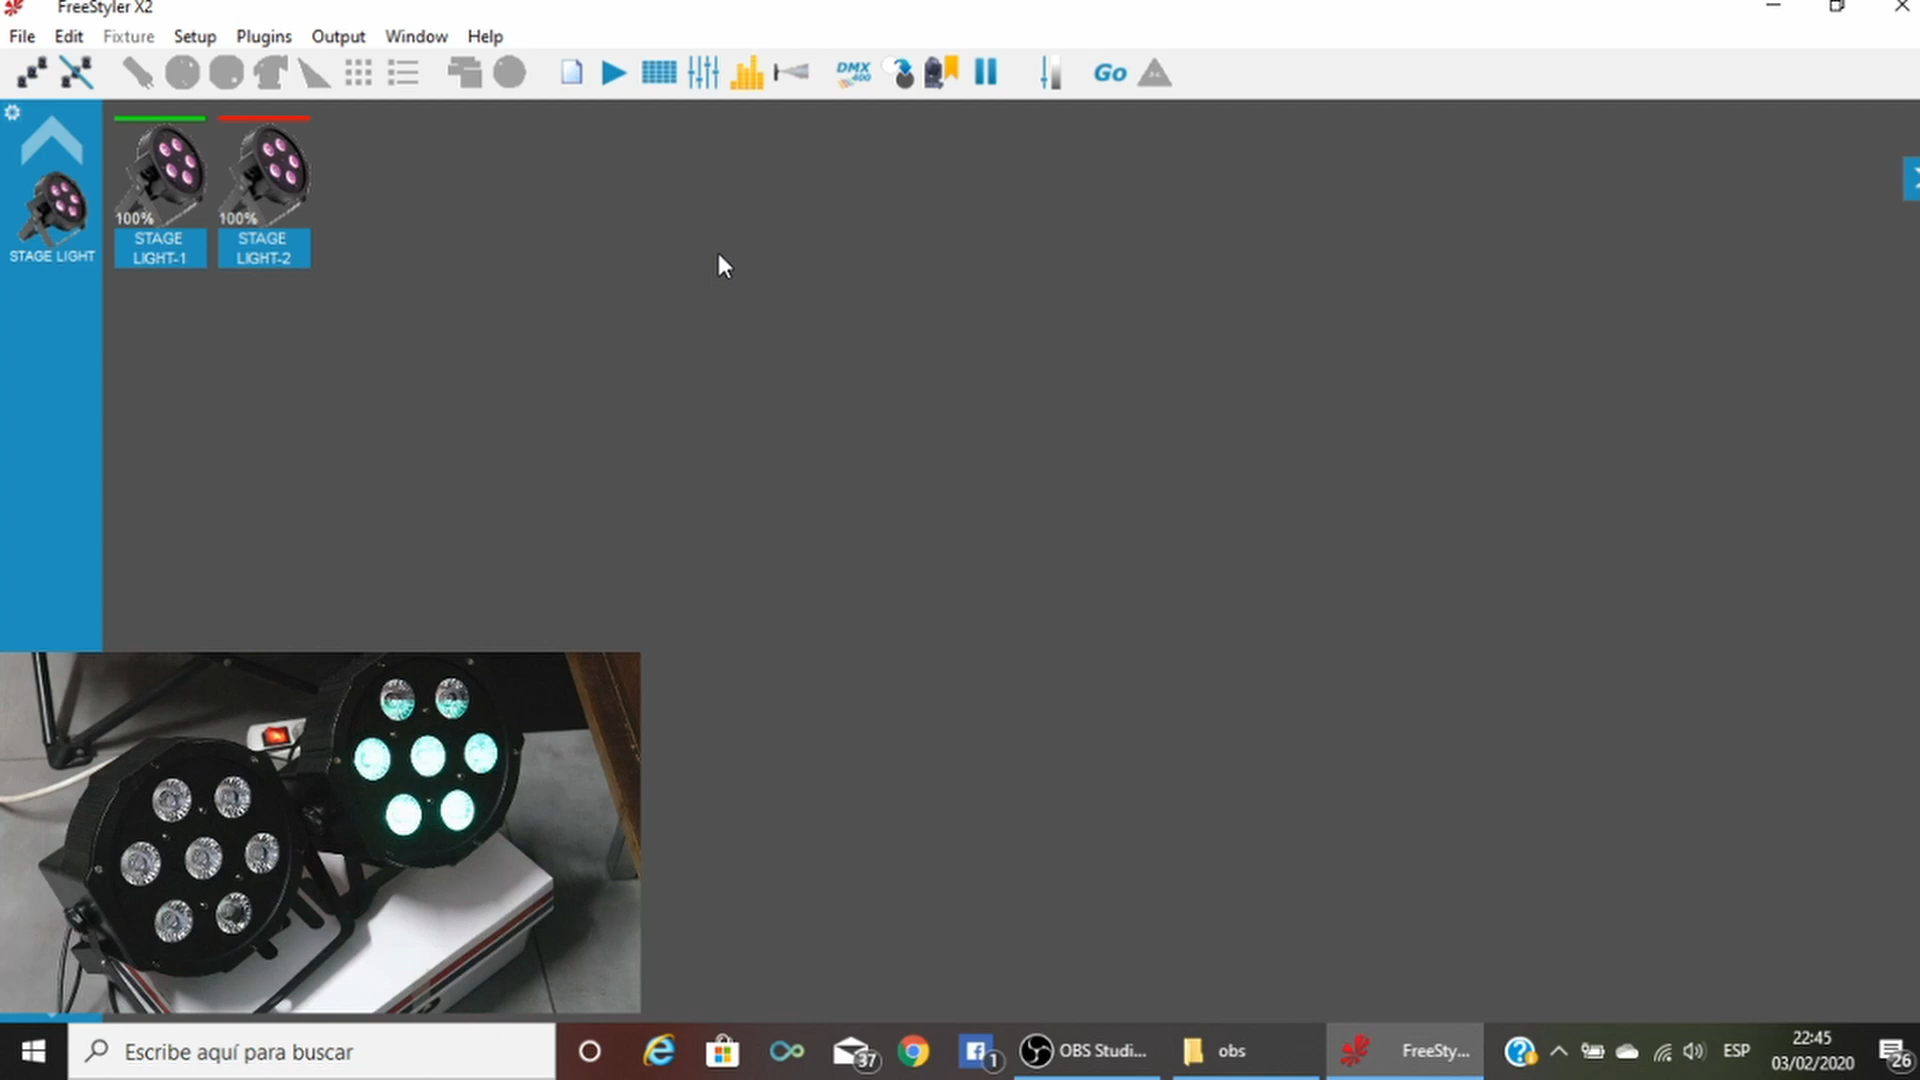 FreeStyler X2
File Edit Fixture Setup Plugins Output Window Help
DMX
400
Go
100%
100%
STAGE LIGHT
STAGE
LIGHT-1
STAGE
LIGHT-2
Escribe aquí para buscar
37
1
OBS Studi...
obs
FreeSty...
ESP
22:45
03/02/2020
26